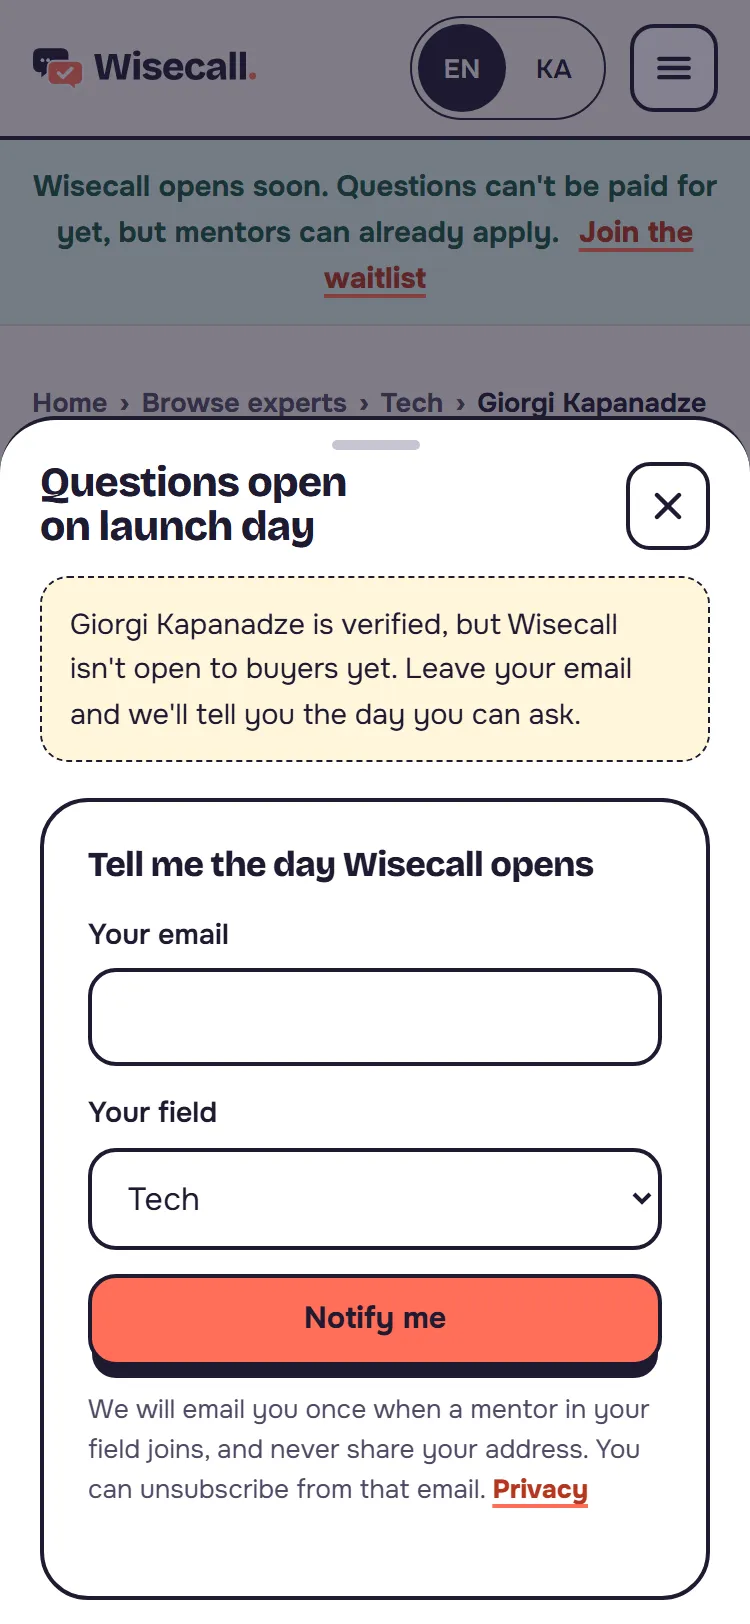 Wisecall.
EN
KA
Wisecall opens soon. Questions can't be paid for
yet, but mentors can already apply. Join the
waitlist
Home › Browse experts › Tech › Giorgi Kapanadze
Questions open
on launch day
Giorgi Kapanadze is verified, but Wisecall
isn't open to buyers yet. Leave your email
and we'll tell you the day you can ask.
Tell me the day Wisecall opens
Your email
Your field
Tech
Notify me
We will email you once when a mentor in your
field joins, and never share your address. You
can unsubscribe from that email. Privacy